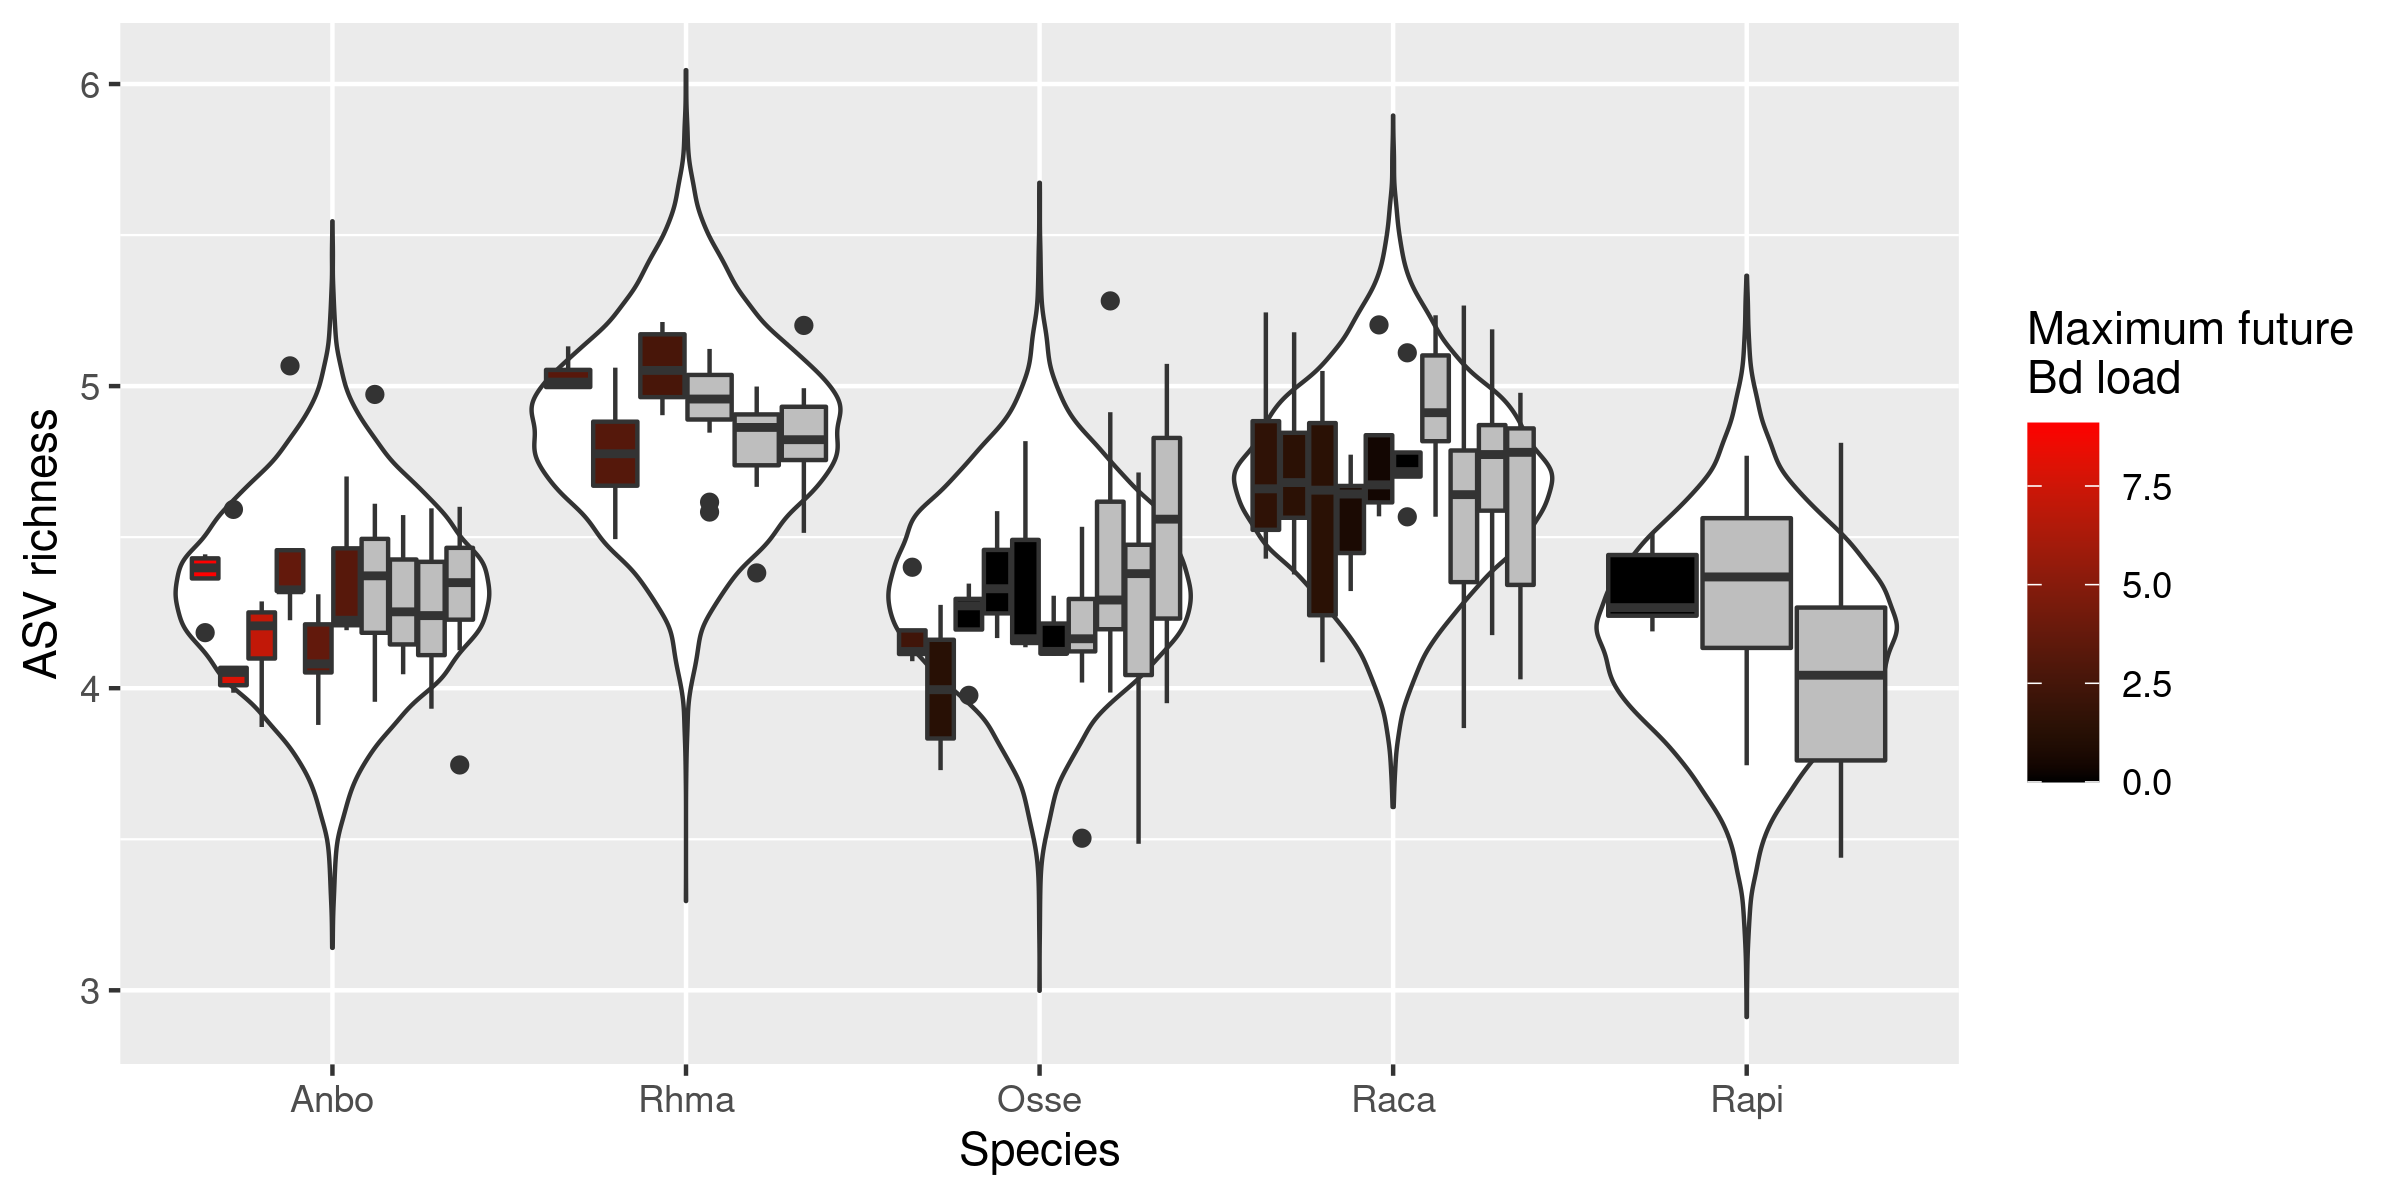 6
5
4
3
ASV richness
Anbo
Rhma
Osse
Raca
Rapi
Species
Maximum future
Bd load
7.5
5.0
2.5
0.0